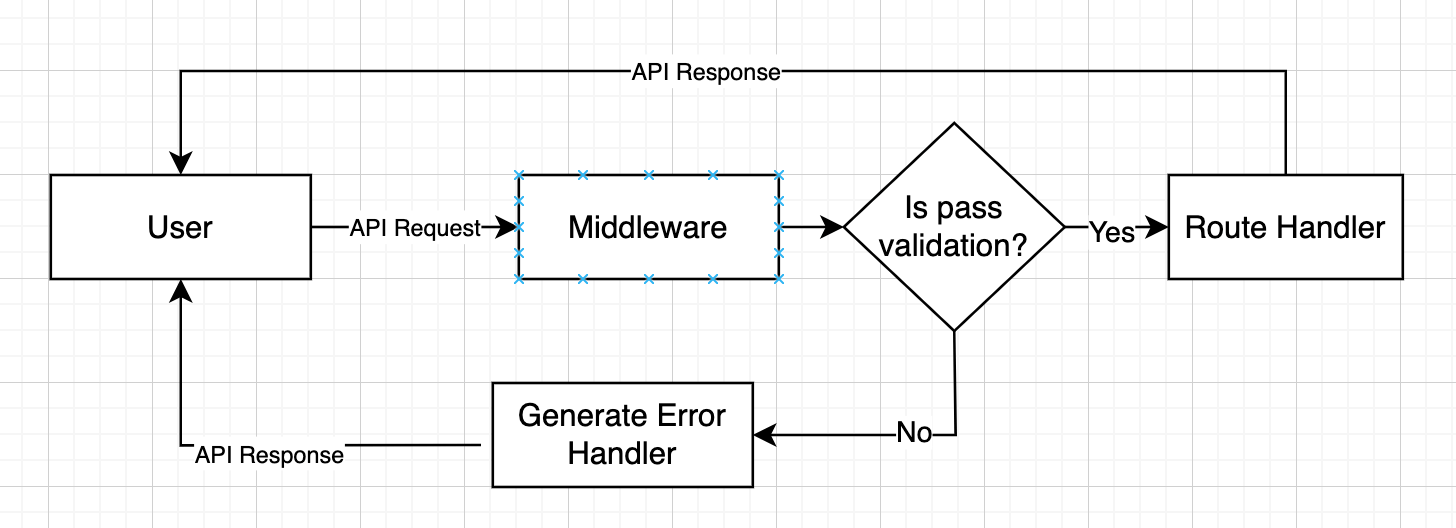 API Response
User
API Request
Middleware
Is pass
validation?
Yes
Route Handler
Generate Error
Handler
No
API Response